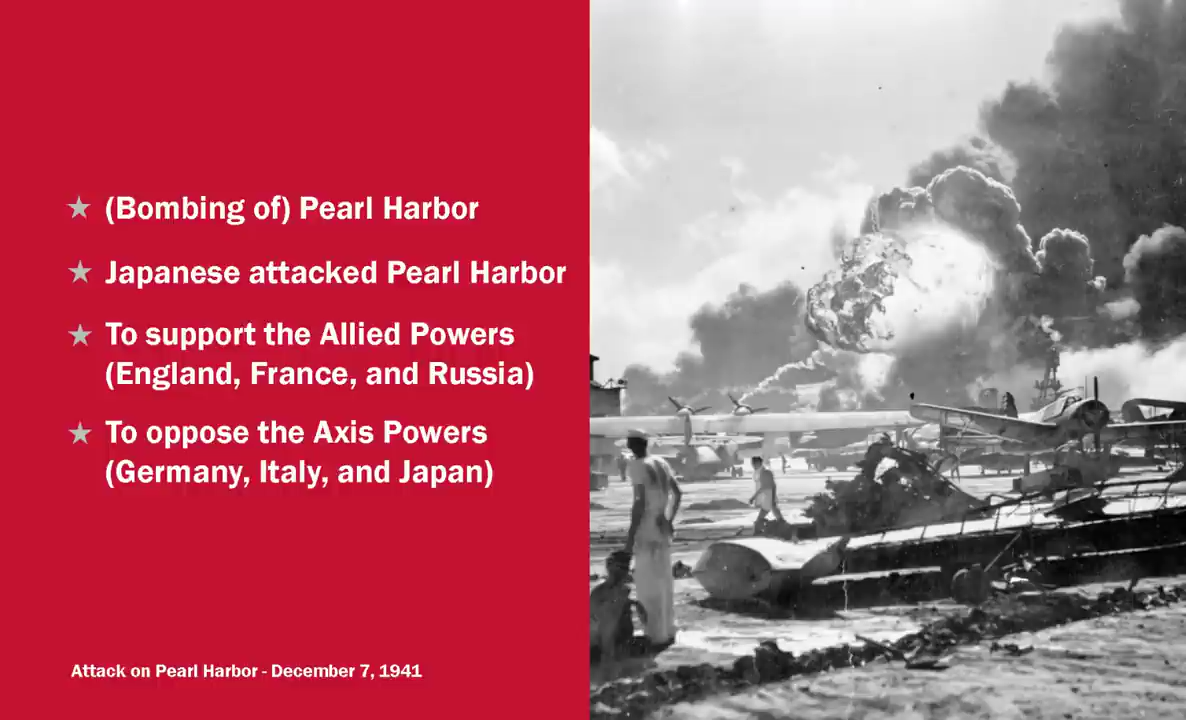 (Bombing of) Pearl Harbor
Japanese attacked Pearl Harbor
To support the Allied Powers
(England, France, and Russia)
To oppose the Axis Powers
(Germany, Italy, and Japan)
Attack on Pearl Harbor - December 7, 1941